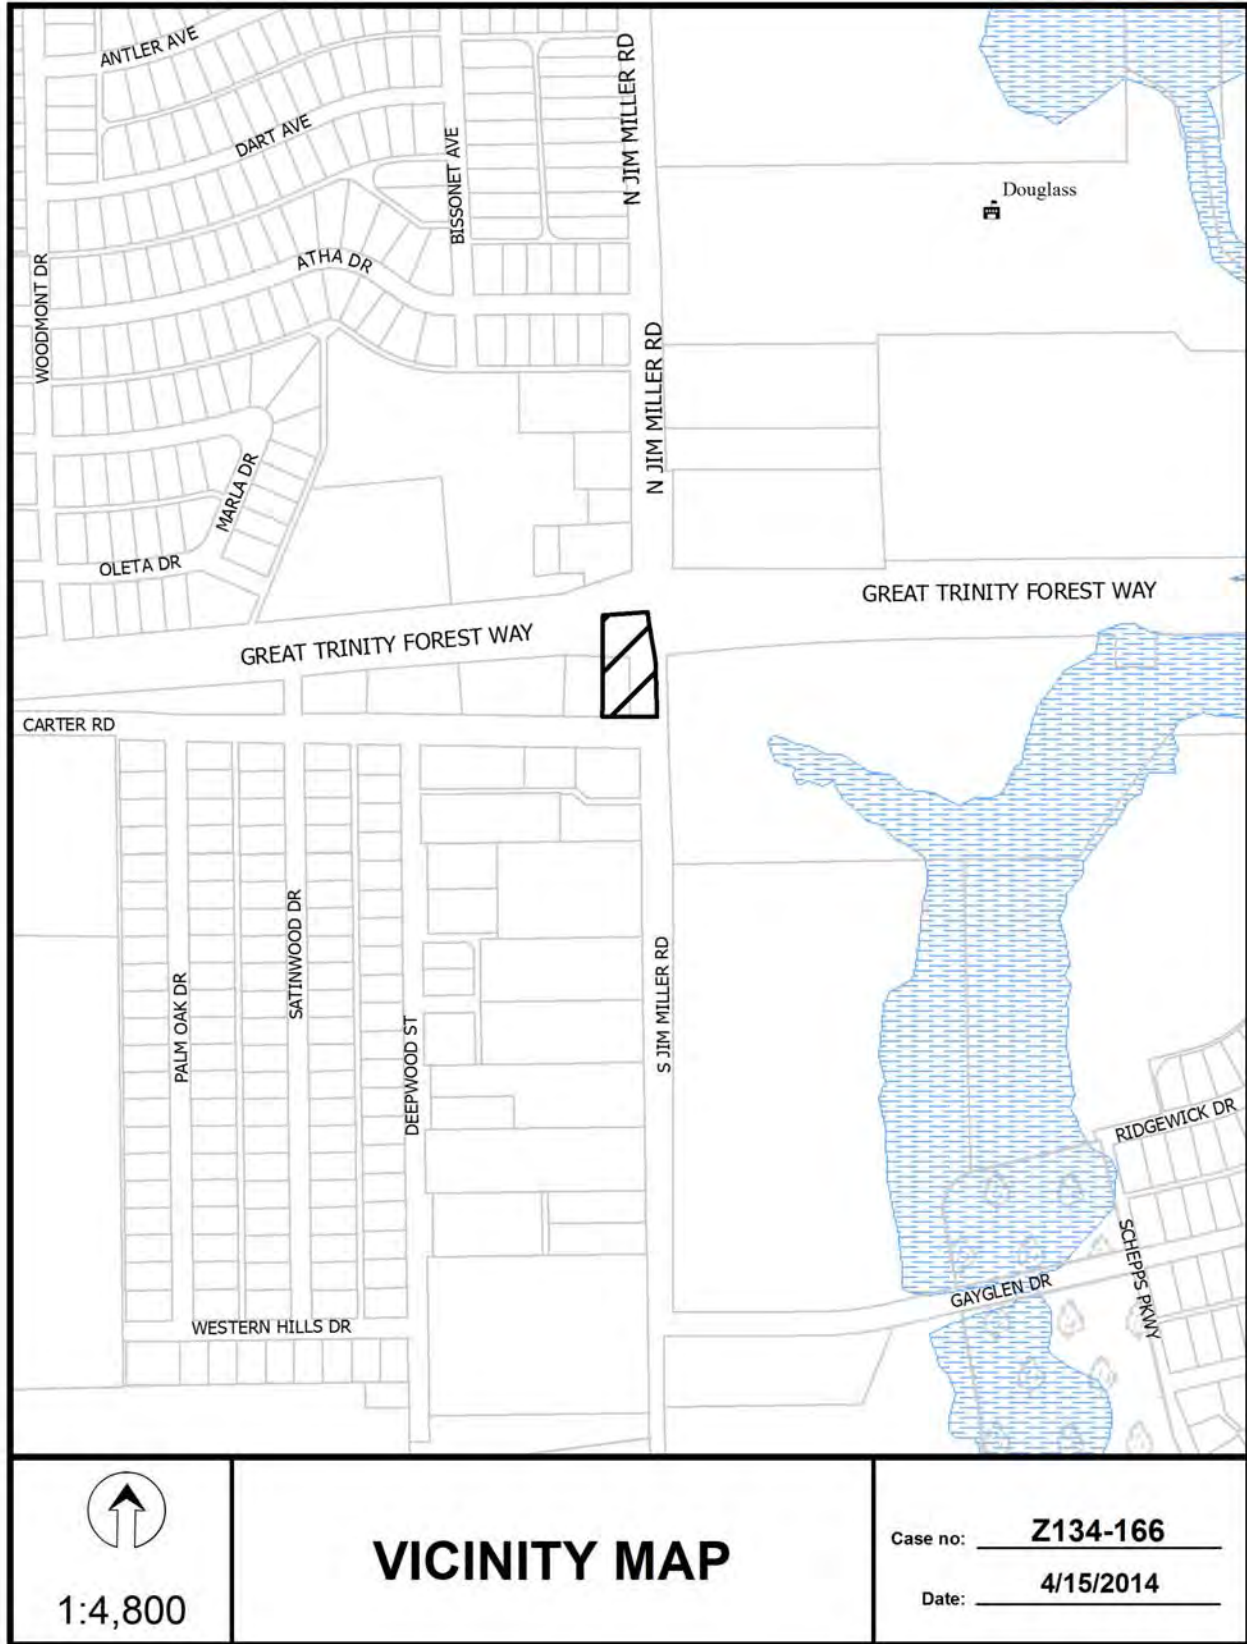 ANTLER AVE
N JIM MILLER RD
DART AVE
BISSONET AVE
Douglass
ATHA DR
WOODMONT DR
N JIM MILLER RD
MARLA DR
OLETA DR
GREAT TRINITY FOREST WAY
GREAT TRINITY FOREST WAY
CARTER RD
SATINWOOD DR
PALM OAK DR
DEEPWOOD ST
S JIM MILLER RD
RIDGEWICK DR
SCHEPPS PKWY
GAYGLEN DR
WESTERN HILLS DR
1:4,800
VICINITY MAP
Case no: Z134-166
Date: 4/15/2014